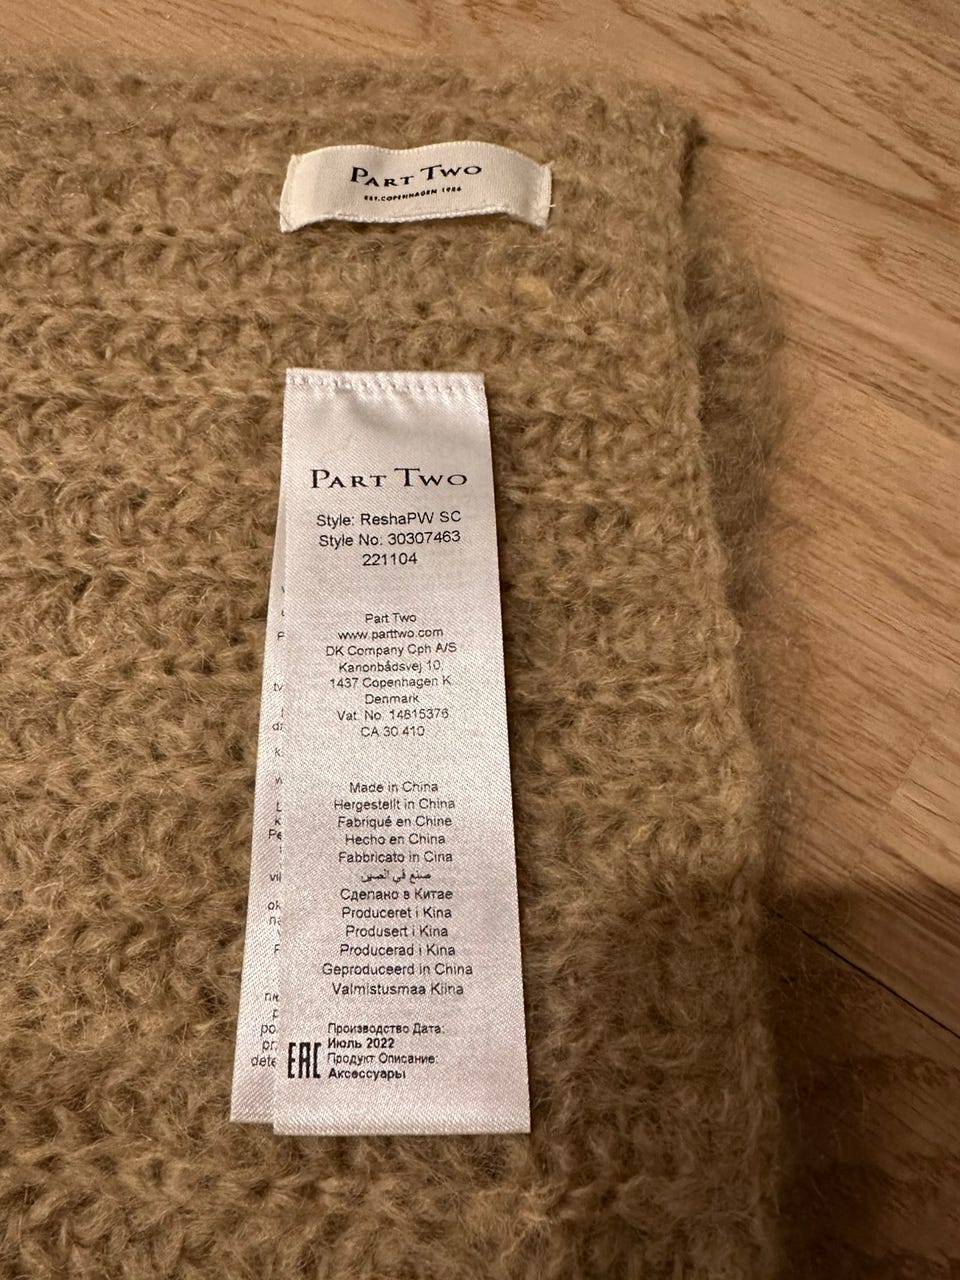 PART TWO
EST.COPENHAGEN 1986
PART TWO
Style: ReshaPW SC
Style No: 30307463
221104
Part Two
www.parttwo.com
DK Company Cph A/S
Kanonbådsvej 10,
1437 Copenhagen K
Denmark
Vat. No. 14815376
CA 30 410
Made in China
Hergestellt in China
Fabriqué en Chine
Hecho en China
Fabbricato in Cina
صنع في الصين
Сделано в Китае
Produceret i Kina
Produsert i Kina
Producerad i Kina
Geproduceerd in China
Valmistusmaa Kiina
Производство Дата:
Июль 2022
Продукт Описание:
Аксессуары
EAC